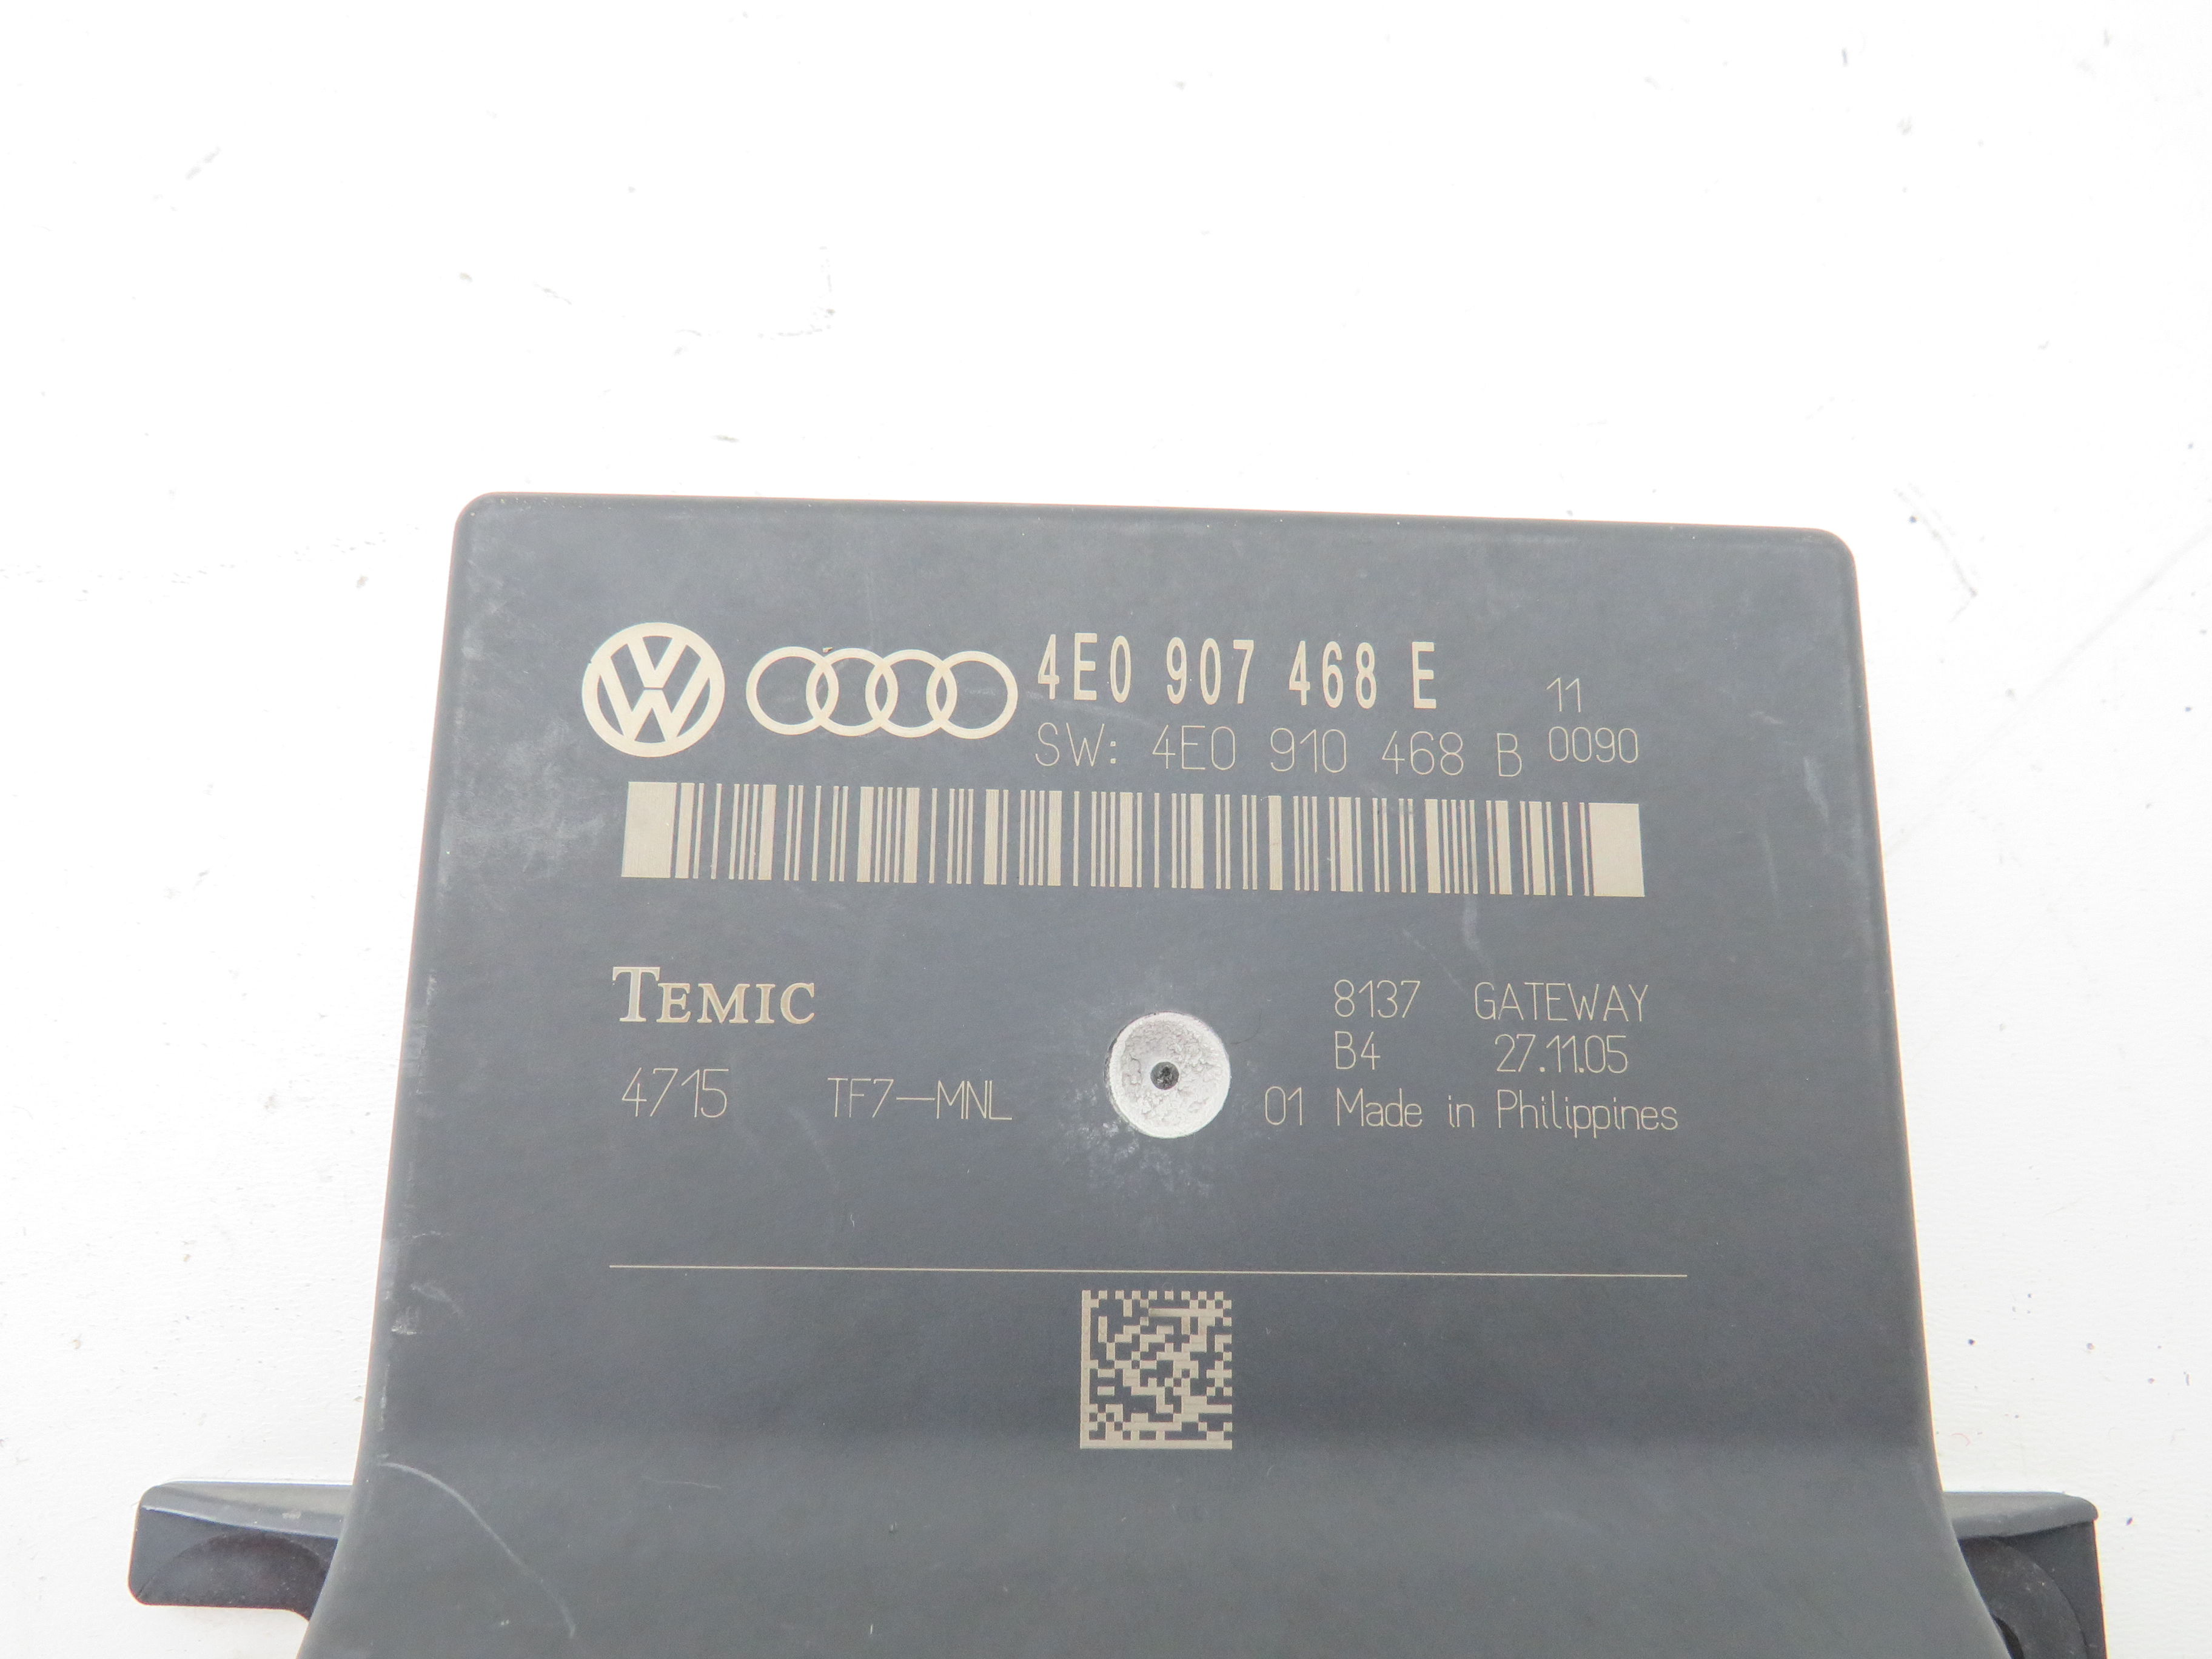 4E0 907 468 E 11
SW: 4E0 910 468 B 0090
TEMIC 8137 GATEWAY
B4 27.11.05
4715 TF7-MNL 01 Made in Philippines